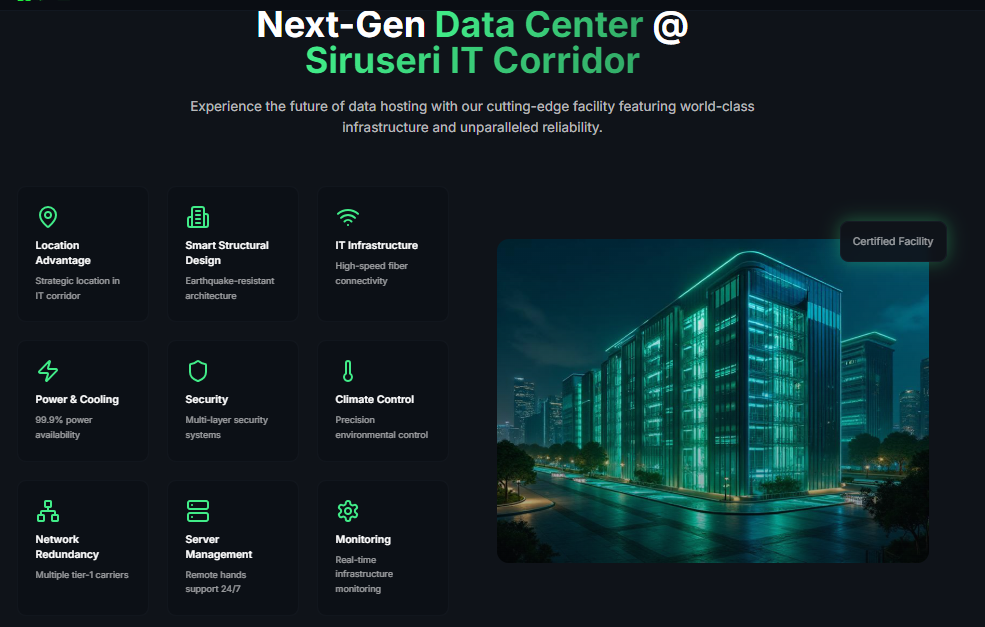 Next-Gen Data Center @
Siruseri IT Corridor
Experience the future of data hosting with our cutting-edge facility featuring world-class
infrastructure and unparalleled reliability.
Location
Advantage
Strategic location in
IT corridor
Smart Structural
Design
Earthquake-resistant
architecture
IT Infrastructure
High-speed fiber
connectivity
Certified Facility
Power & Cooling
99.9% power
availability
Security
Multi-layer security
systems
Climate Control
Precision
environmental control
Network
Redundancy
Multiple tier-1 carriers
Server
Management
Remote hands
support 24/7
Monitoring
Real-time
infrastructure
monitoring